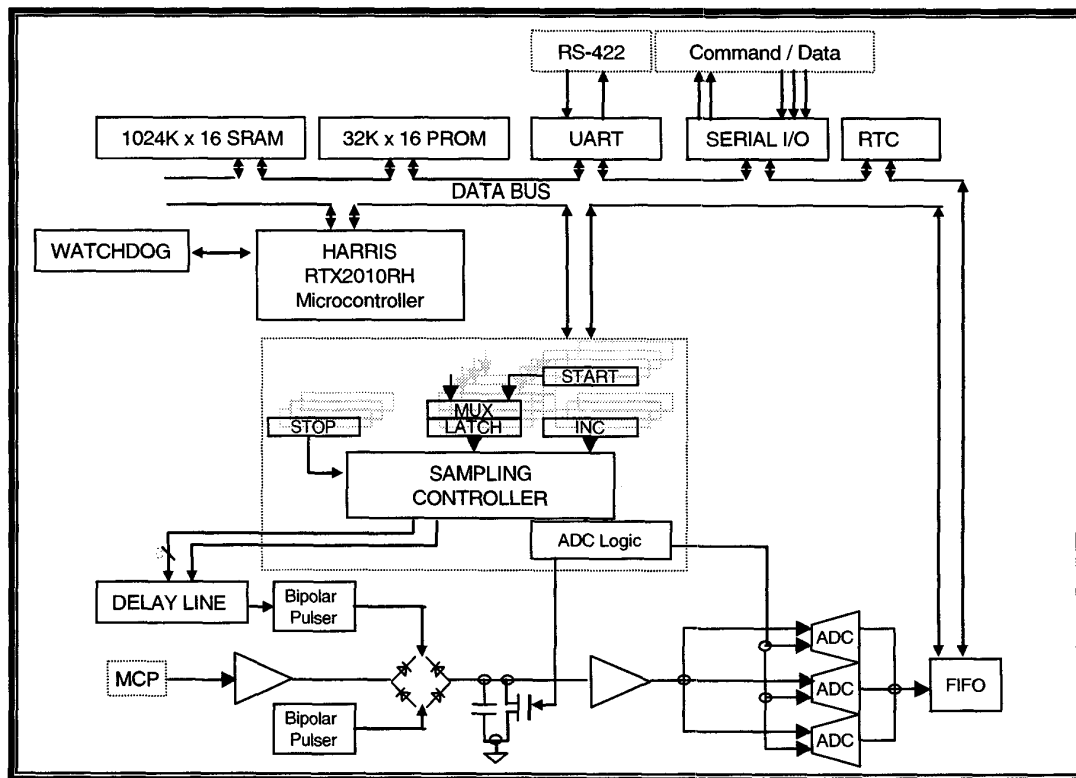 RS-422
Command / Data
1024K x 16 SRAM
32K x 16 PROM
UART
SERIAL I/O
RTC
DATA BUS
WATCHDOG
HARRIS
RTX2010RH
Microcontroller
START
MUX
STOP
LATCH
INC
SAMPLING
CONTROLLER
ADC Logic
DELAY LINE
Bipolar
Pulser
ADC
MCP
ADC
FIFO
Bipolar
Pulser
ADC